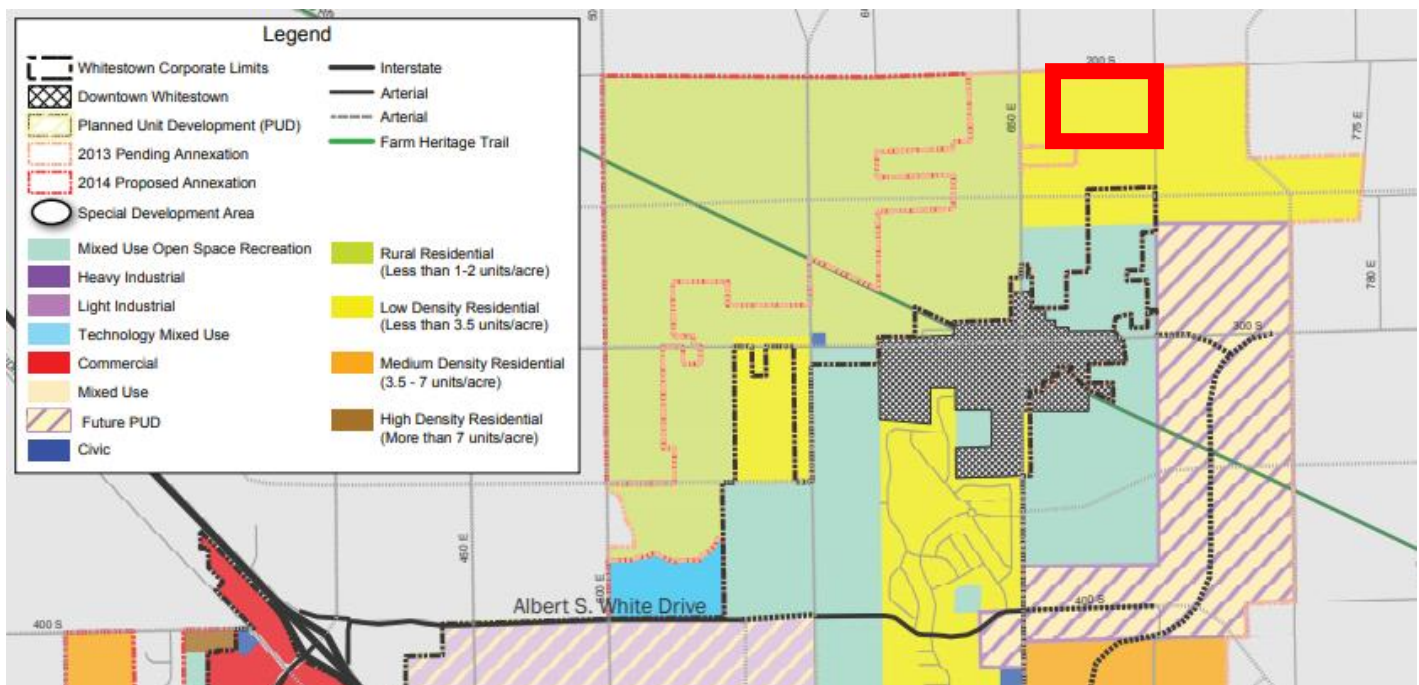 Legend
Whitestown Corporate Limits
Downtown Whitestown
Planned Unit Development (PUD)
2013 Pending Annexation
2014 Proposed Annexation
Special Development Area
Mixed Use Open Space Recreation
Heavy Industrial
Light Industrial
Technology Mixed Use
Commercial
Mixed Use
Future PUD
Civic
Interstate
Arterial
Arterial
Farm Heritage Trail
Rural Residential
(Less than 1-2 units/acre)
Low Density Residential
(Less than 3.5 units/acre)
Medium Density Residential
(3.5 - 7 units/acre)
High Density Residential
(More than 7 units/acre)
200 S
650 E
775 E
780 E
300 S
450 E
Albert S. White Drive
400 S
400 S